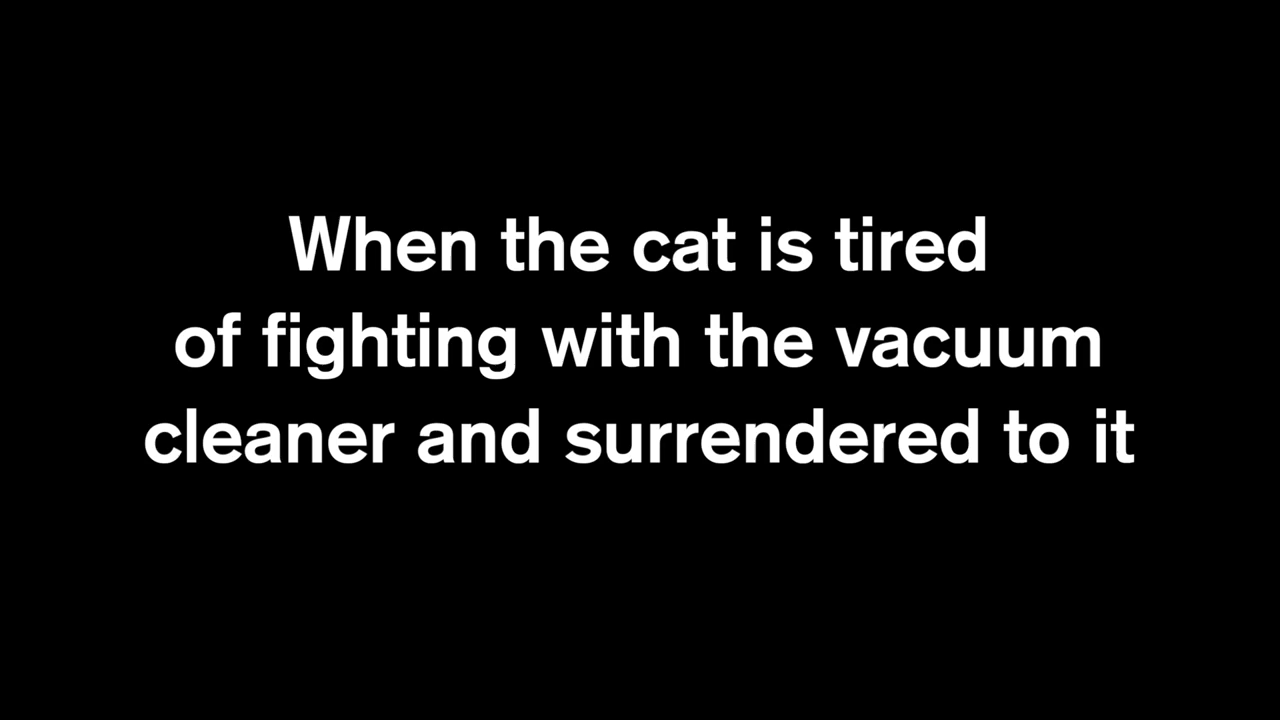 When the cat is tired
of fighting with the vacuum
cleaner and surrendered to it